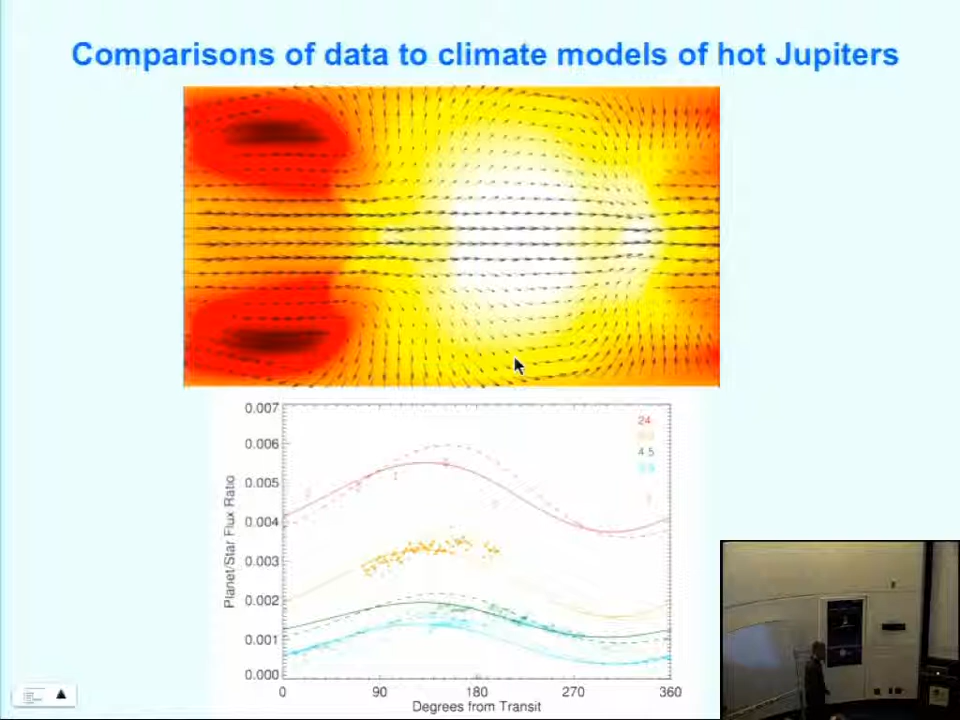 Comparisons of data to climate models of hot Jupiters
0.007
0.006
0.005
0.004
0.003
0.002
0.001
0.000
Planet/Star Flux Ratio
24
4.5
0 90 180 270 360
Degrees from Transit